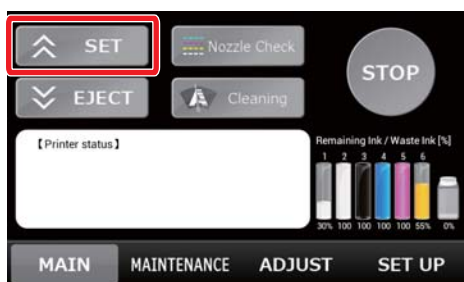 SET
Nozzle Check
STOP
EJECT
Cleaning
【Printer status】
Remaining Ink / Waste Ink [%]
1 2 3 4 5 6
30% 100 100 100 100 55% 0%
MAIN MAINTENANCE ADJUST SET UP